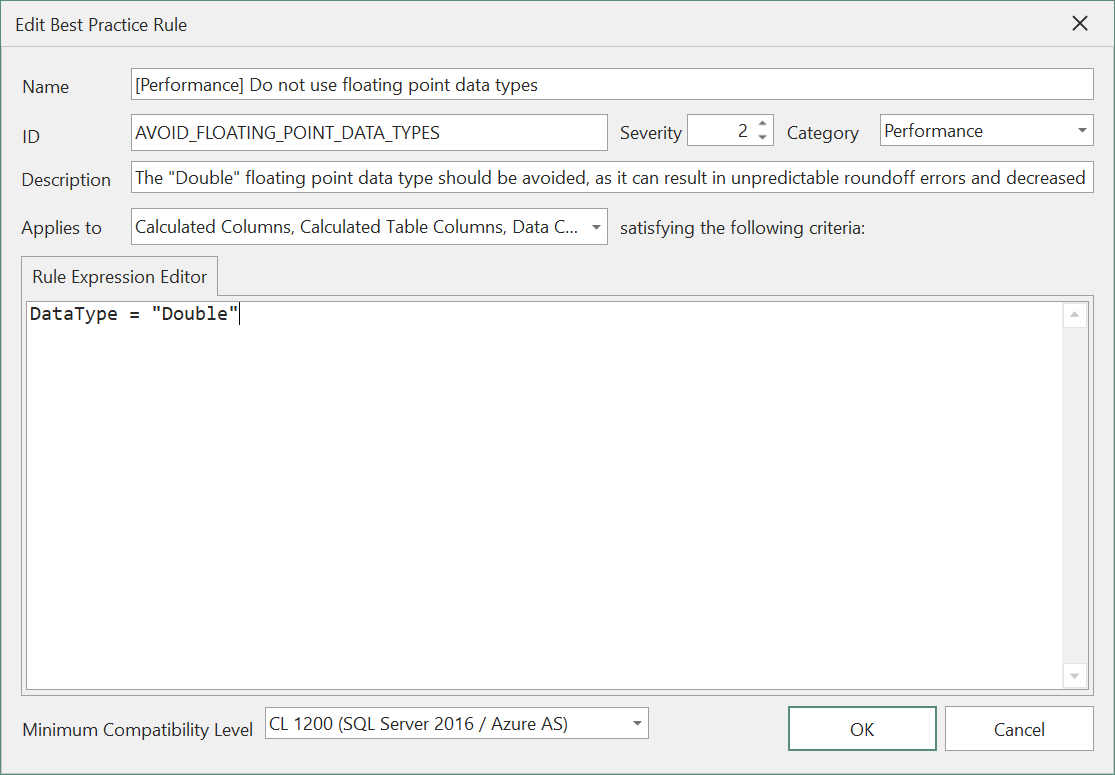 Edit Best Practice Rule
Name [Performance] Do not use floating point data types
ID AVOID_FLOATING_POINT_DATA_TYPES Severity 2 Category Performance
Description The "Double" floating point data type should be avoided, as it can result in unpredictable roundoff errors and decreased
Applies to Calculated Columns, Calculated Table Columns, Data C... satisfying the following criteria:
Rule Expression Editor
DataType = "Double"
Minimum Compatibility Level CL 1200 (SQL Server 2016 / Azure AS) OK Cancel